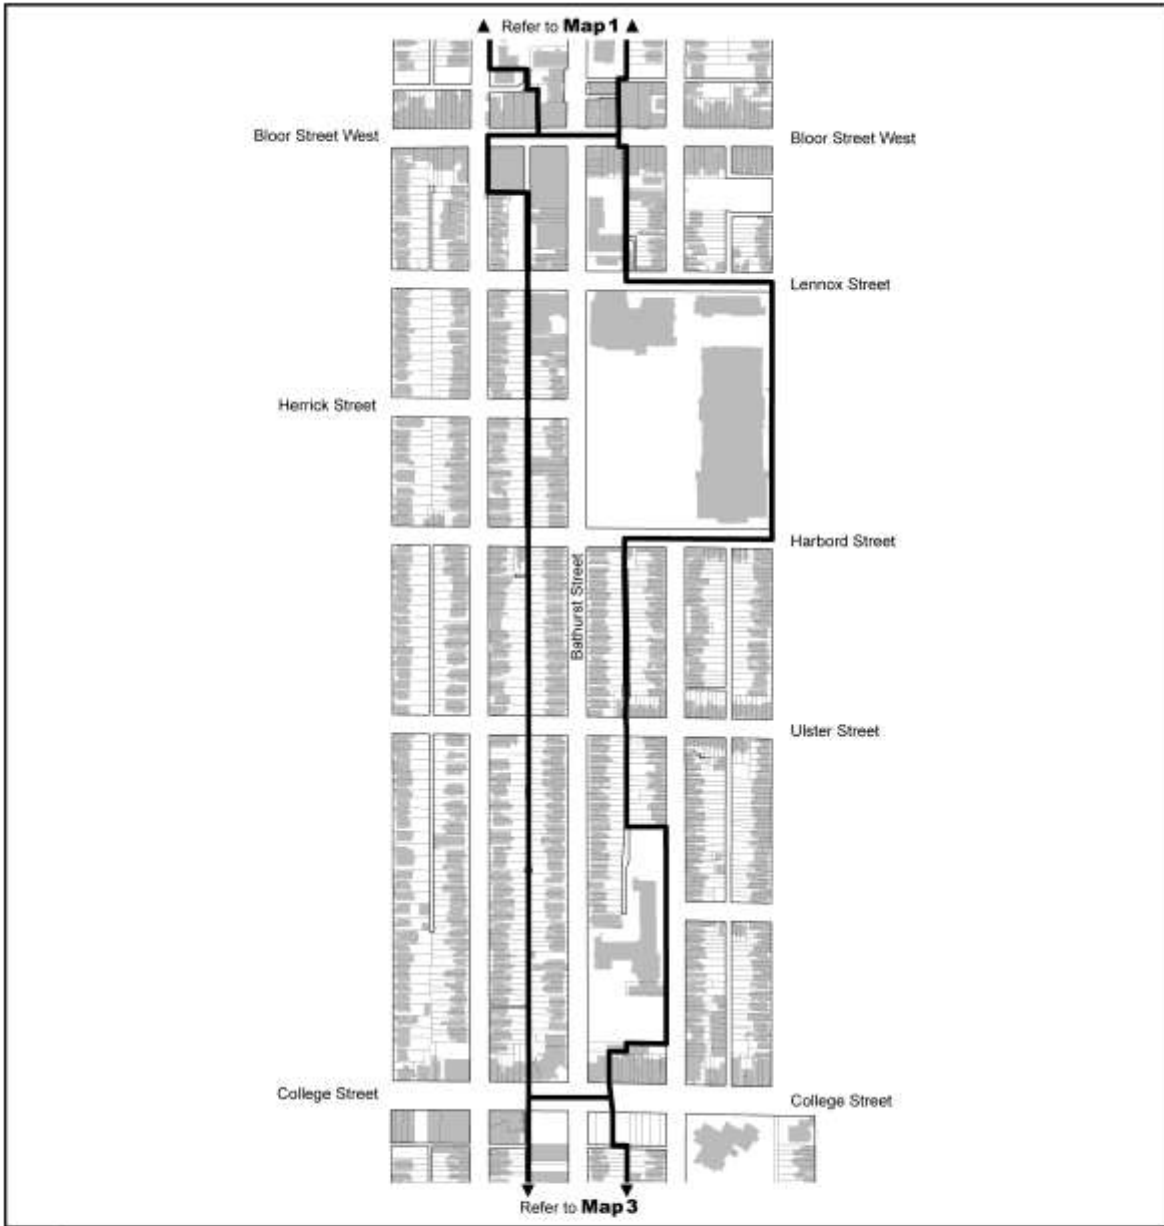 ▲ Refer to Map 1 ▲
Bloor Street West
Bloor Street West
Lennox Street
Herrick Street
Harbord Street
Bathurst Street
Ulster Street
College Street
College Street
Refer to Map 3